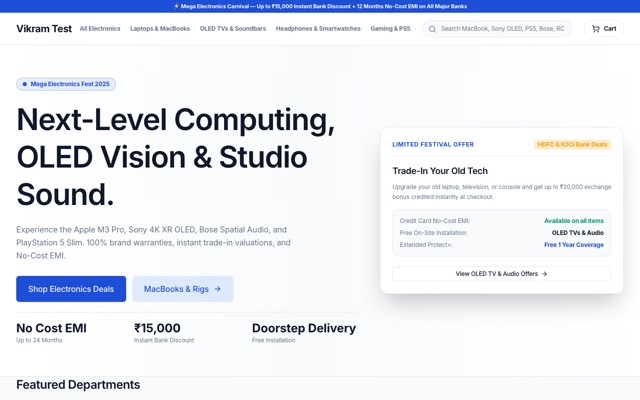 ⚡ Mega Electronics Carnival — Up to ₹15,000 Instant Bank Discount + 12 Months No-Cost EMI on All Major Banks
Vikram Test
All Electronics
Laptops & MacBooks
OLED TVs & Soundbars
Headphones & Smartwatches
Gaming & PS5
Search MacBook, Sony OLED, PS5, Bose, RC
Cart
Mega Electronics Fest 2025
Next-Level Computing,
OLED Vision & Studio
Sound.
Experience the Apple M3 Pro, Sony 4K XR OLED, Bose Spatial Audio, and
PlayStation 5 Slim. 100% brand warranties, instant trade-in valuations, and
No-Cost EMI.
Shop Electronics Deals
MacBooks & Rigs →
No Cost EMI
Up to 24 Months
₹15,000
Instant Bank Discount
Doorstep Delivery
Free Installation
LIMITED FESTIVAL OFFER
HDFC & ICICI Bank Deals
Trade-In Your Old Tech
Upgrade your old laptop, television, or console and get up to ₹20,000 exchange
bonus credited instantly at checkout.
Credit Card No-Cost EMI: Available on all items
Free On-Site Installation: OLED TVs & Audio
Extended Protect+: Free 1 Year Coverage
View OLED TV & Audio Offers →
Featured Departments